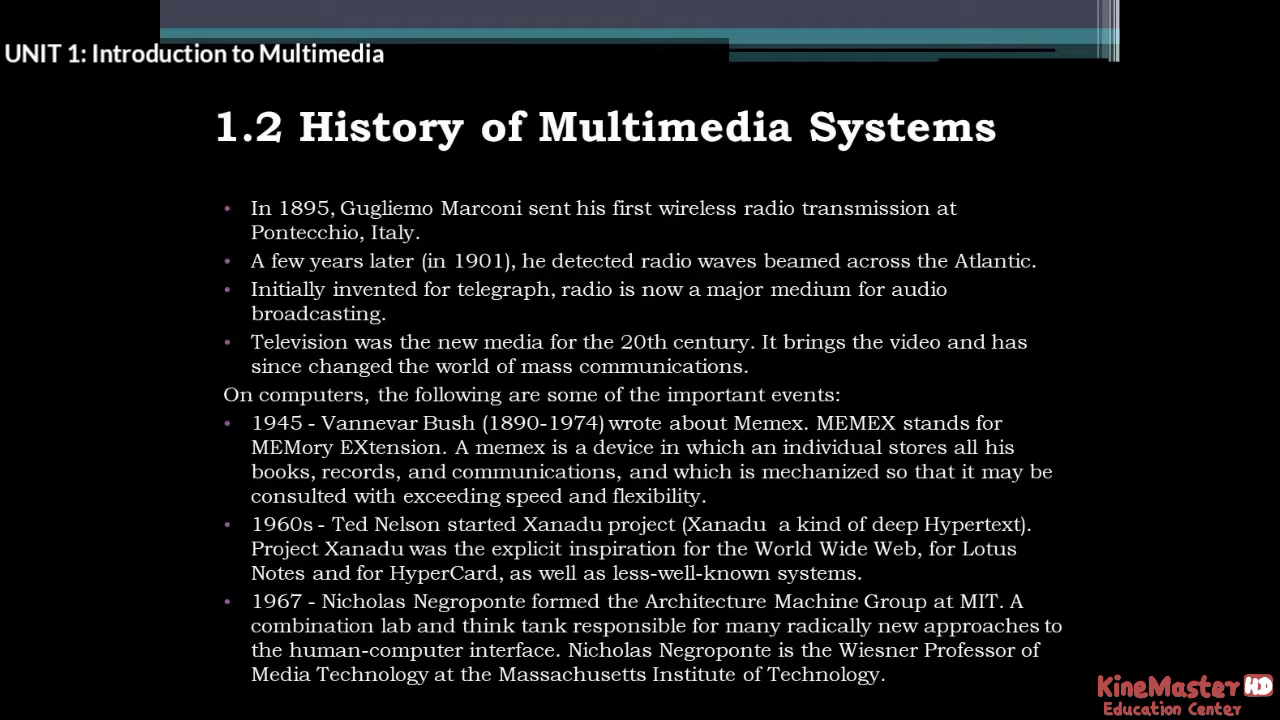 UNIT 1: Introduction to Multimedia
1.2 History of Multimedia Systems
• In 1895, Gugliemo Marconi sent his first wireless radio transmission at
Pontecchio, Italy.
• A few years later (in 1901), he detected radio waves beamed across the Atlantic.
• Initially invented for telegraph, radio is now a major medium for audio
broadcasting.
• Television was the new media for the 20th century. It brings the video and has
since changed the world of mass communications.
On computers, the following are some of the important events:
• 1945 - Vannevar Bush (1890-1974) wrote about Memex. MEMEX stands for
MEMory EXtension. A memex is a device in which an individual stores all his
books, records, and communications, and which is mechanized so that it may be
consulted with exceeding speed and flexibility.
• 1960s - Ted Nelson started Xanadu project (Xanadu a kind of deep Hypertext).
Project Xanadu was the explicit inspiration for the World Wide Web, for Lotus
Notes and for HyperCard, as well as less-well-known systems.
• 1967 - Nicholas Negroponte formed the Architecture Machine Group at MIT. A
combination lab and think tank responsible for many radically new approaches to
the human-computer interface. Nicholas Negroponte is the Wiesner Professor of
Media Technology at the Massachusetts Institute of Technology.
KineMaster HD
Education Center